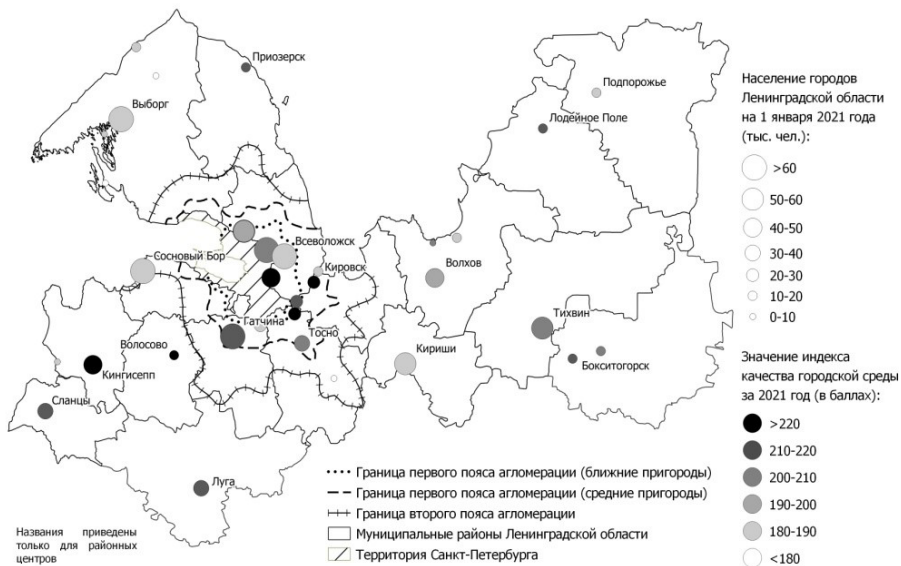 Приозерск
Подпорожье
Выборг
Лодейное Поле
Всеволожск
Сосновый Бор
Кировск
Волхов
Гатчина
Тосно
Тихвин
Волосово
Кириши
Бокситогорск
Кингисепп
Сланцы
Луга
Население городов
Ленинградской области
на 1 января 2021 года
(тыс. чел.):
>60
50-60
40-50
30-40
20-30
10-20
0-10
Значение индекса
качества городской среды
за 2021 год (в баллах):
>220
210-220
200-210
190-200
180-190
<180
Граница первого пояса агломерации (ближние пригороды)
Граница первого пояса агломерации (средние пригороды)
Граница второго пояса агломерации
Муниципальные районы Ленинградской области
Территория Санкт-Петербурга
Названия приведены
только для районных
центров